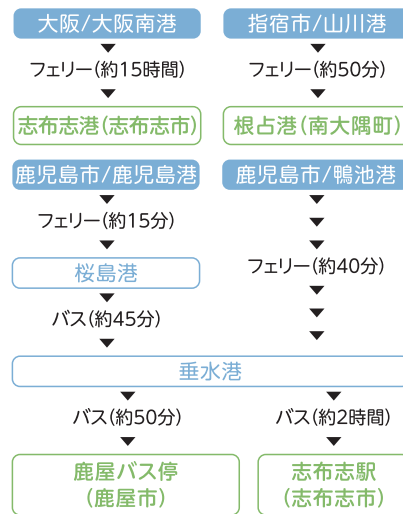 大阪/大阪南港
フェリー(約15時間)
志布志港(志布志市)
指宿市/山川港
フェリー(約50分)
根占港(南大隅町)
鹿児島市/鹿児島港
フェリー(約15分)
桜島港
バス(約45分)
鹿児島市/鴨池港
フェリー(約40分)
垂水港
バス(約50分)
鹿屋バス停
(鹿屋市)
バス(約2時間)
志布志駅
(志布志市)